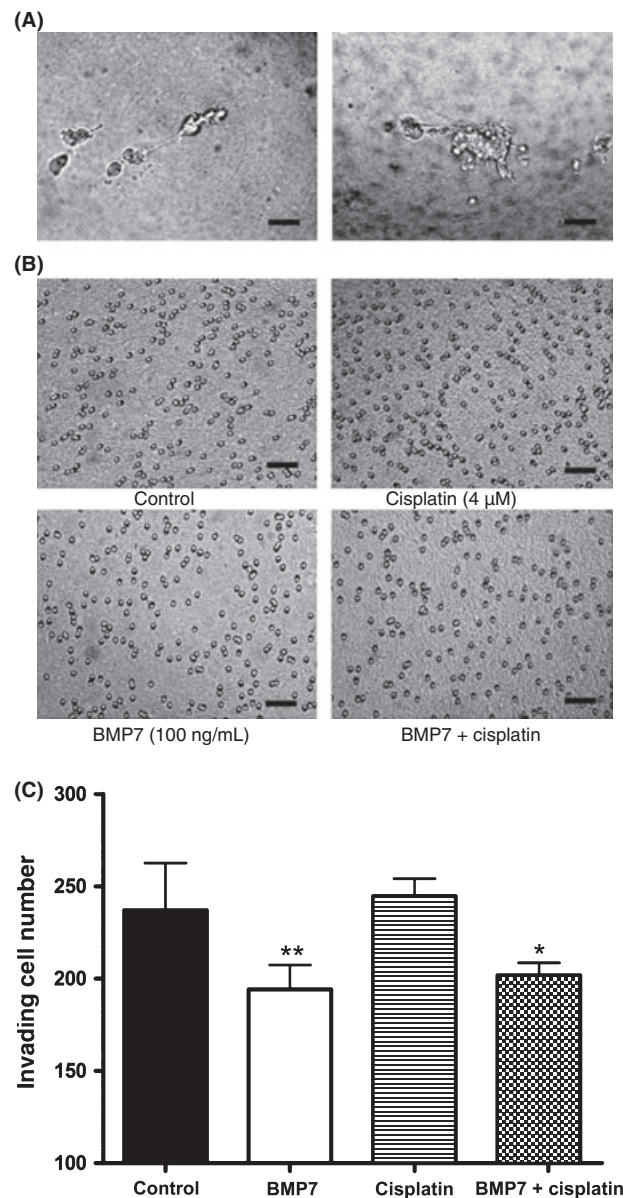 (A)
(B)
Control
Cisplatin (4 µM)
BMP7 (100 ng/mL)
BMP7 + cisplatin
(C)
300
250
200
150
100
Invading cell number
**
*
Control
BMP7
Cisplatin
BMP7 + cisplatin